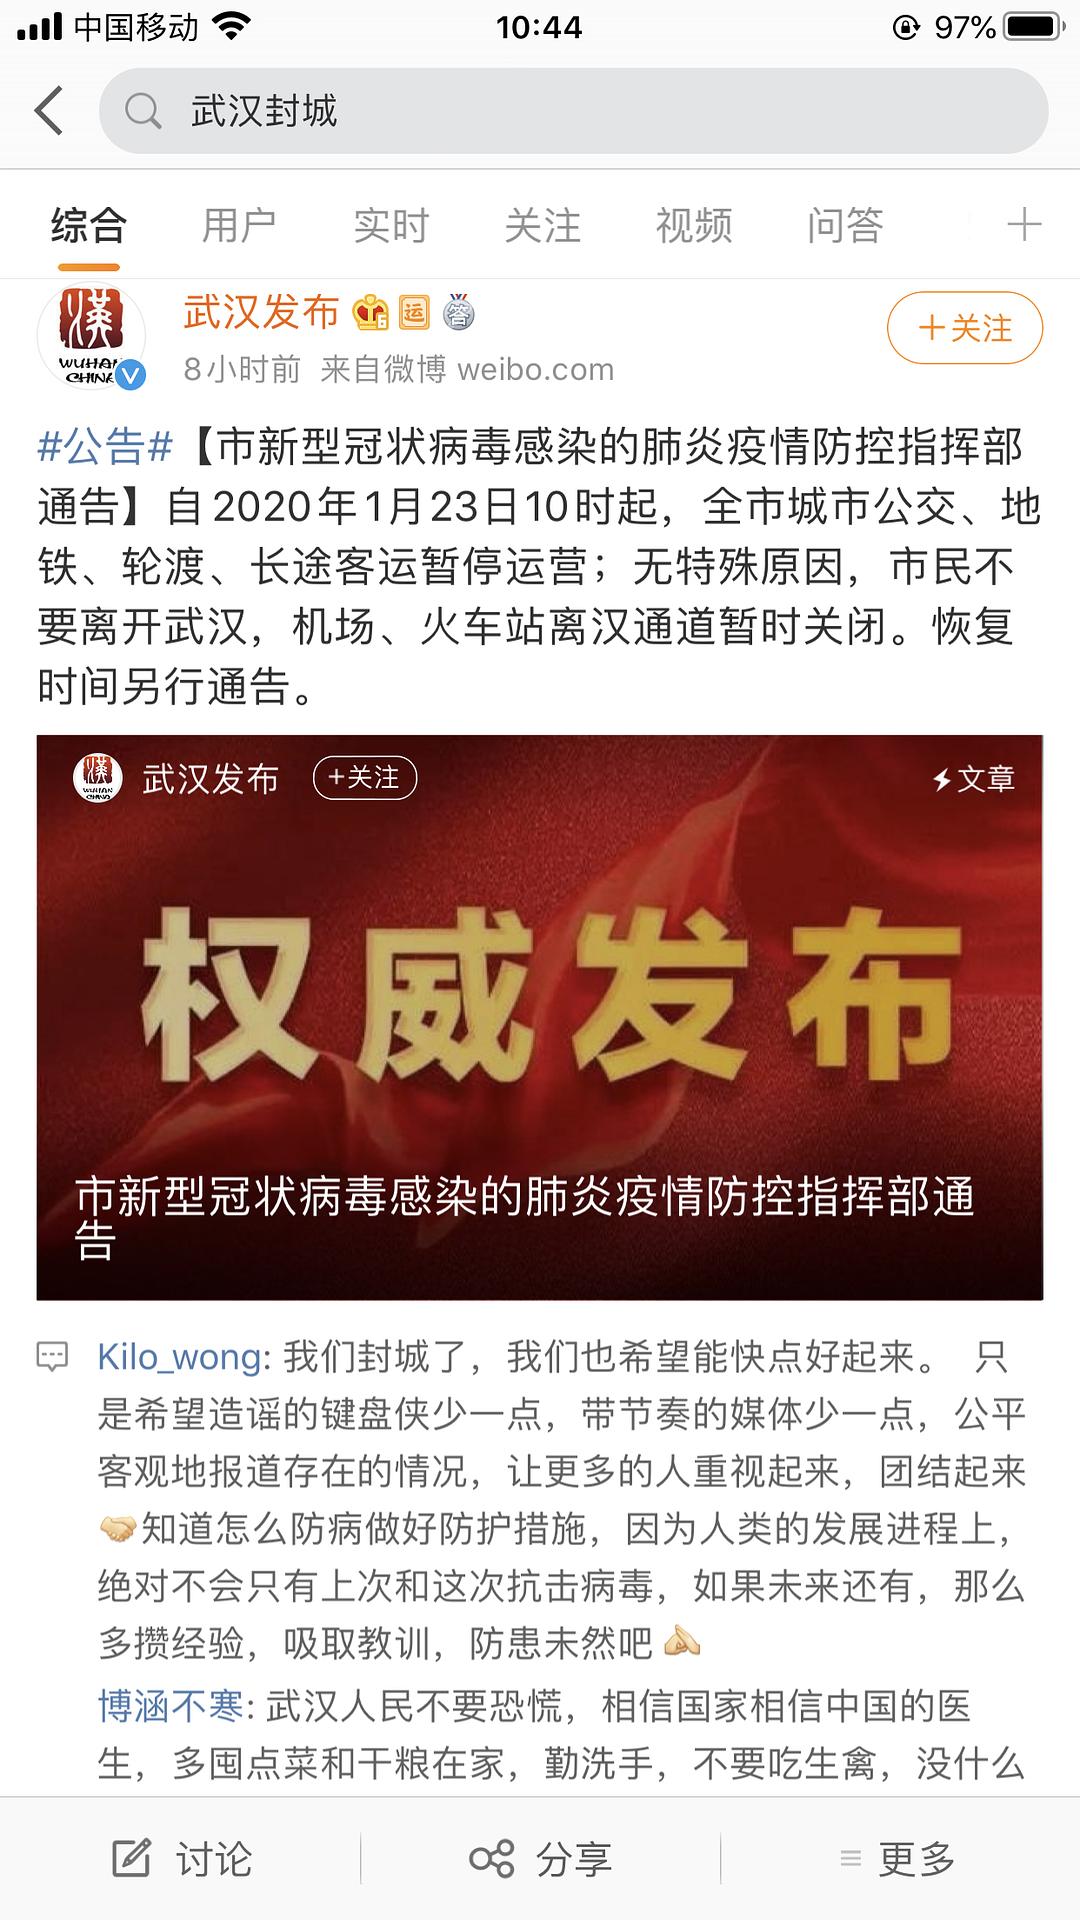 中国移动 10:44 97%
武汉封城
综合 用户 实时 关注 视频 问答
漢
WUHAN
CHINA
武汉发布 6 运 答
+关注
8小时前 来自微博 weibo.com
#公告#【市新型冠状病毒感染的肺炎疫情防控指挥部
通告】自2020年1月23日10时起，全市城市公交、地
铁、轮渡、长途客运暂停运营；无特殊原因，市民不
要离开武汉，机场、火车站离汉通道暂时关闭。恢复
时间另行通告。
漢
WUHAN
CHINA
武汉发布 +关注 文章
权威发布
市新型冠状病毒感染的肺炎疫情防控指挥部通
告
Kilo_wong: 我们封城了，我们也希望能快点好起来。 只
是希望造谣的键盘侠少一点，带节奏的媒体少一点，公平
客观地报道存在的情况，让更多的人重视起来，团结起来
🤝知道怎么防病做好防护措施，因为人类的发展进程上，
绝对不会只有上次和这次抗击病毒，如果未来还有，那么
多攒经验，吸取教训，防患未然吧
博涵不寒: 武汉人民不要恐慌，相信国家相信中国的医
生，多囤点菜和干粮在家，勤洗手，不要吃生禽，没什么
讨论 分享 更多